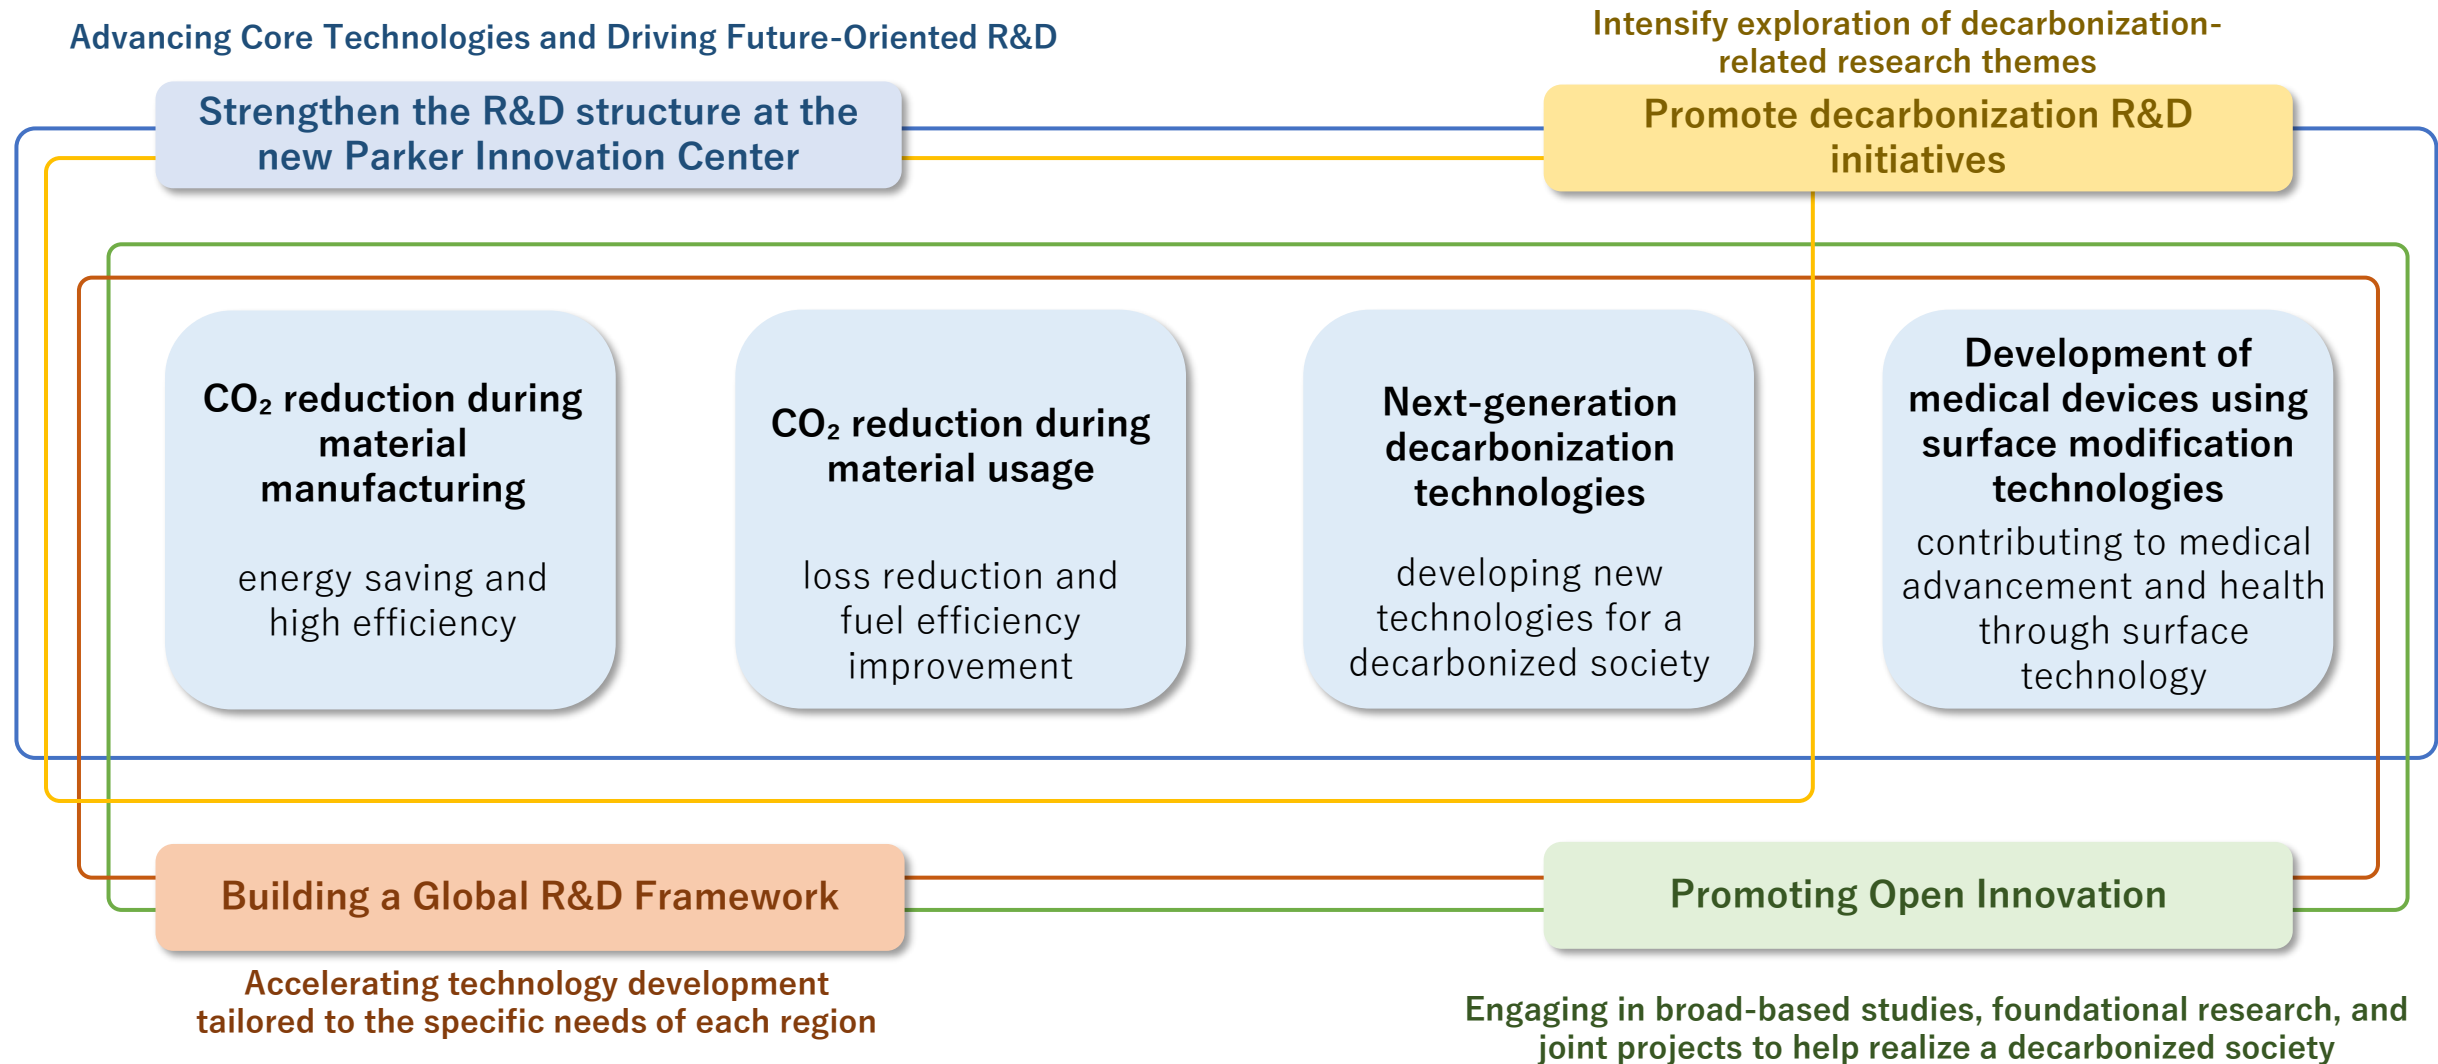 Advancing Core Technologies and Driving Future-Oriented R&D
Strengthen the R&D structure at the
new Parker Innovation Center
Intensify exploration of decarbonization-
related research themes
Promote decarbonization R&D
initiatives
CO₂ reduction during
material
manufacturing
energy saving and
high efficiency
CO₂ reduction during
material usage
loss reduction and
fuel efficiency
improvement
Next-generation
decarbonization
technologies
developing new
technologies for a
decarbonized society
Development of
medical devices using
surface modification
technologies
contributing to medical
advancement and health
through surface
technology
Building a Global R&D Framework
Accelerating technology development
tailored to the specific needs of each region
Promoting Open Innovation
Engaging in broad-based studies, foundational research, and
joint projects to help realize a decarbonized society